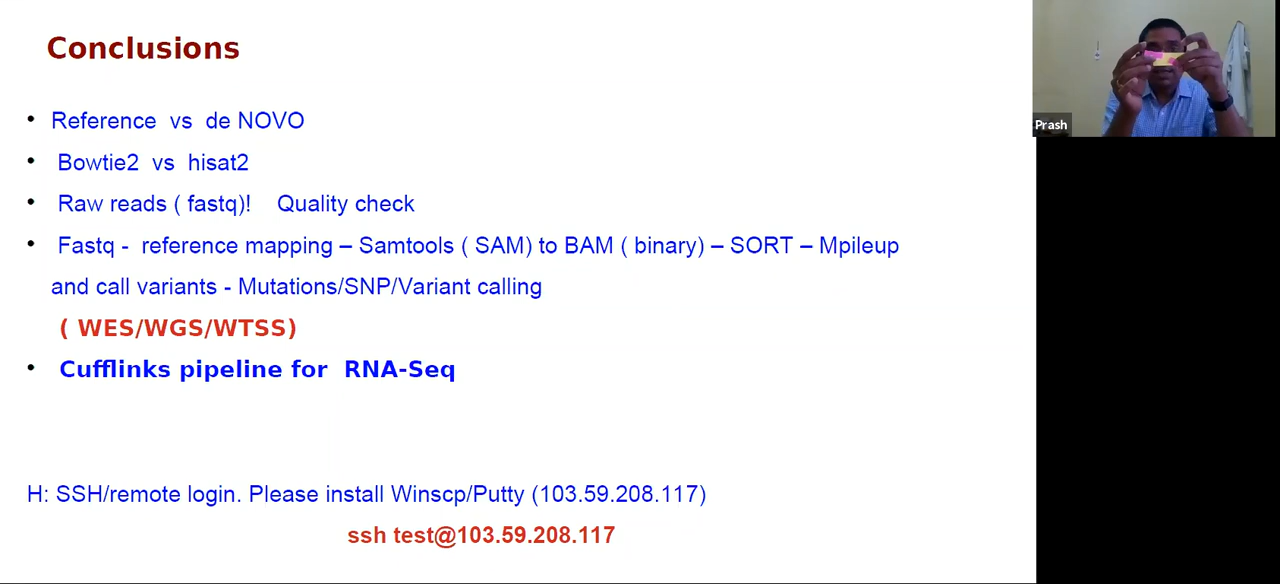 Conclusions
• Reference vs de NOVO
• Bowtie2 vs hisat2
• Raw reads ( fastq)! Quality check
• Fastq - reference mapping – Samtools ( SAM) to BAM ( binary) – SORT – Mpileup
and call variants - Mutations/SNP/Variant calling
( WES/WGS/WTSS)
• Cufflinks pipeline for RNA-Seq
H: SSH/remote login. Please install Winscp/Putty (103.59.208.117)
ssh test@103.59.208.117
Prash